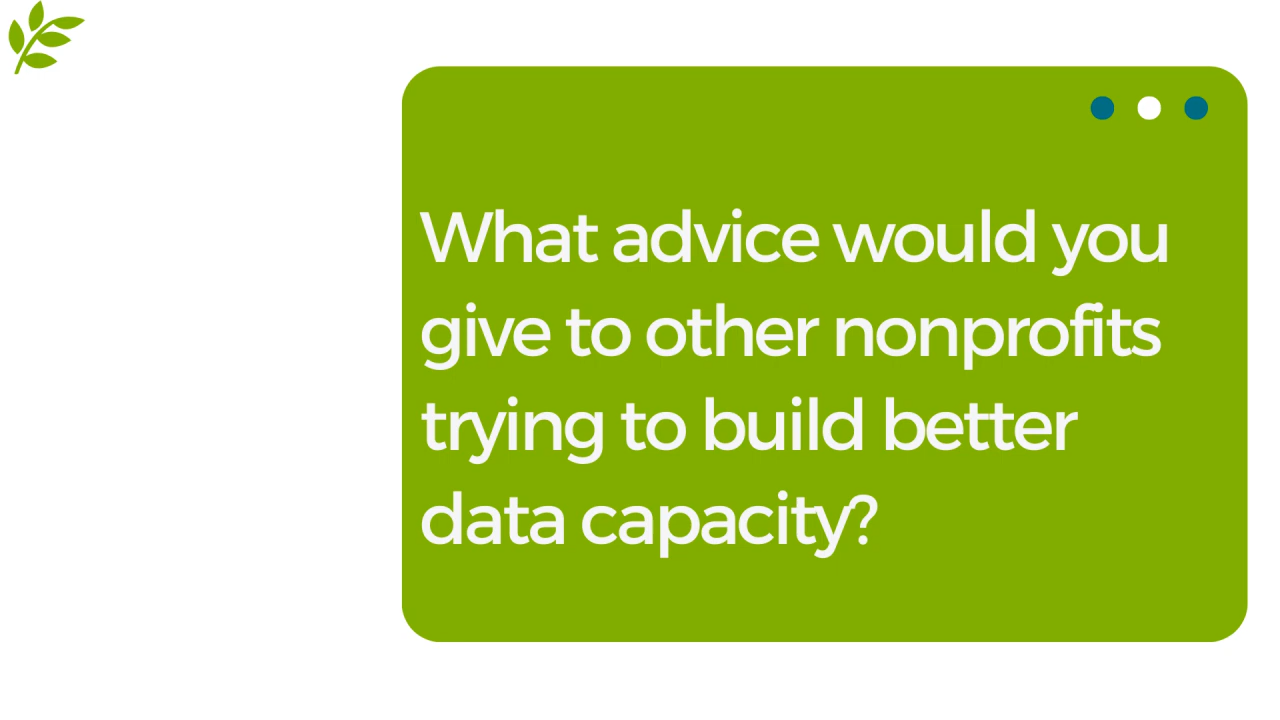 What advice would you
give to other nonprofits
trying to build better
data capacity?